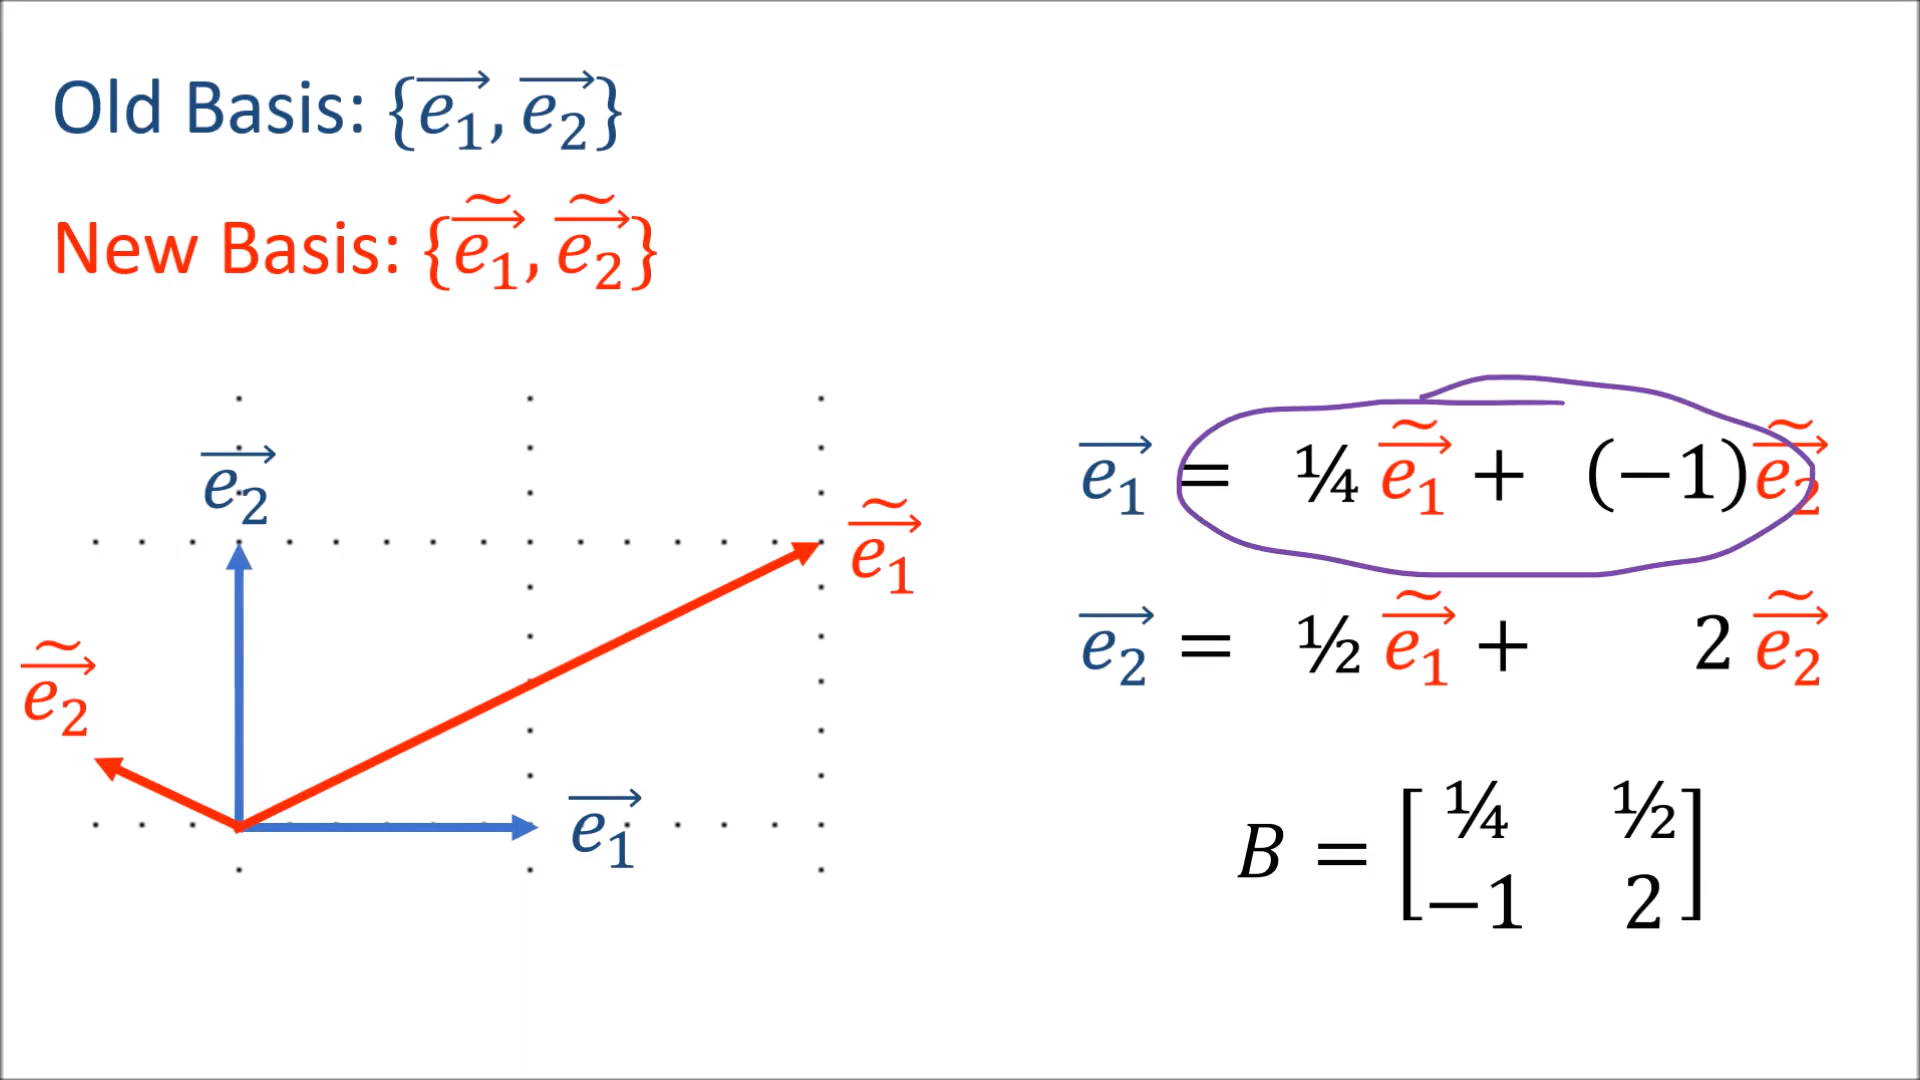 Old Basis: {e₁⃗, e₂⃗}
New Basis: {ẽ₁⃗, ẽ₂⃗}
e₂⃗
ẽ₁⃗
ẽ₂⃗
e₁⃗
e₁⃗ = ¼ ẽ₁⃗ + (−1)ẽ₂⃗
e₂⃗ = ½ ẽ₁⃗ + 2 ẽ₂⃗
B = [¼ ½
−1 2]